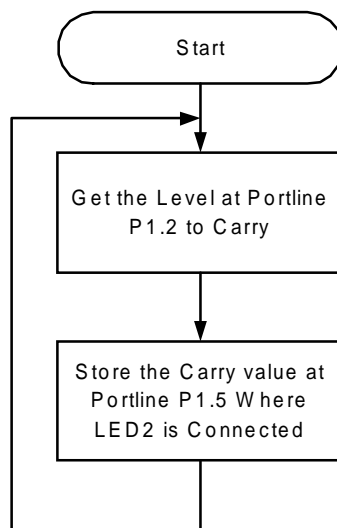 Start
Get the Level at Portline
P1.2 to Carry
Store the Carry value at
Portline P1.5 Where
LED2 is Connected